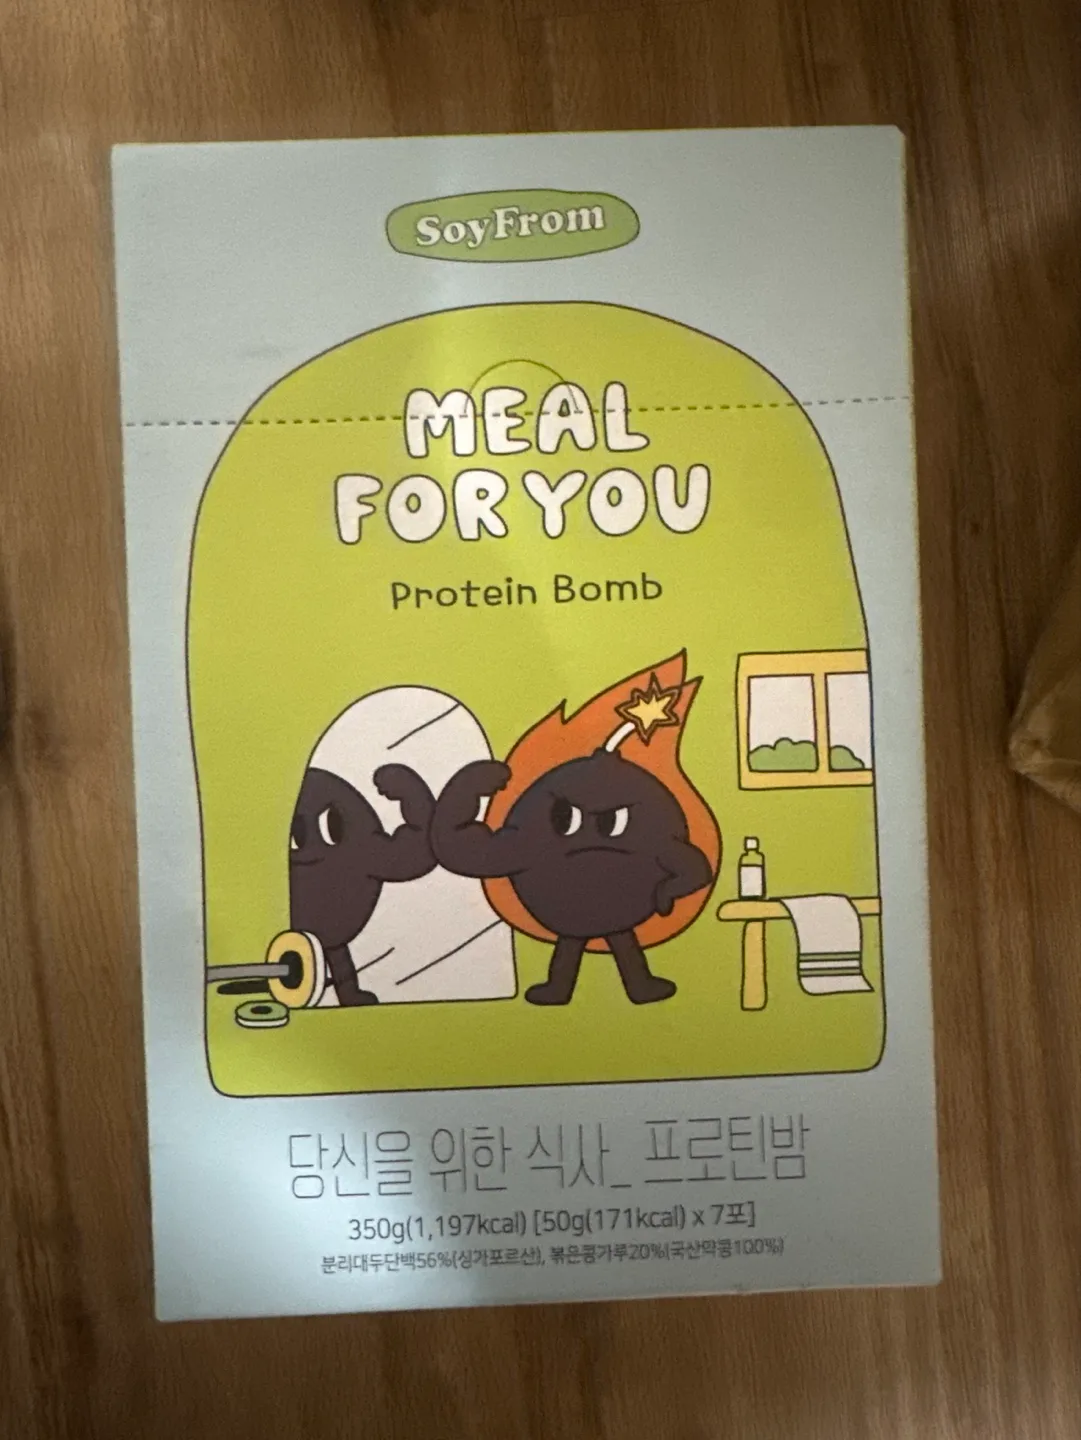 SoyFrom
MEAL
FOR YOU
Protein Bomb
당신을 위한 식사_ 프로틴밤
350g(1,197kcal) [50g(171kcal) x 7포]
분리대두단백56%(싱가포르산), 볶은콩가루20%(국산약콩100%)